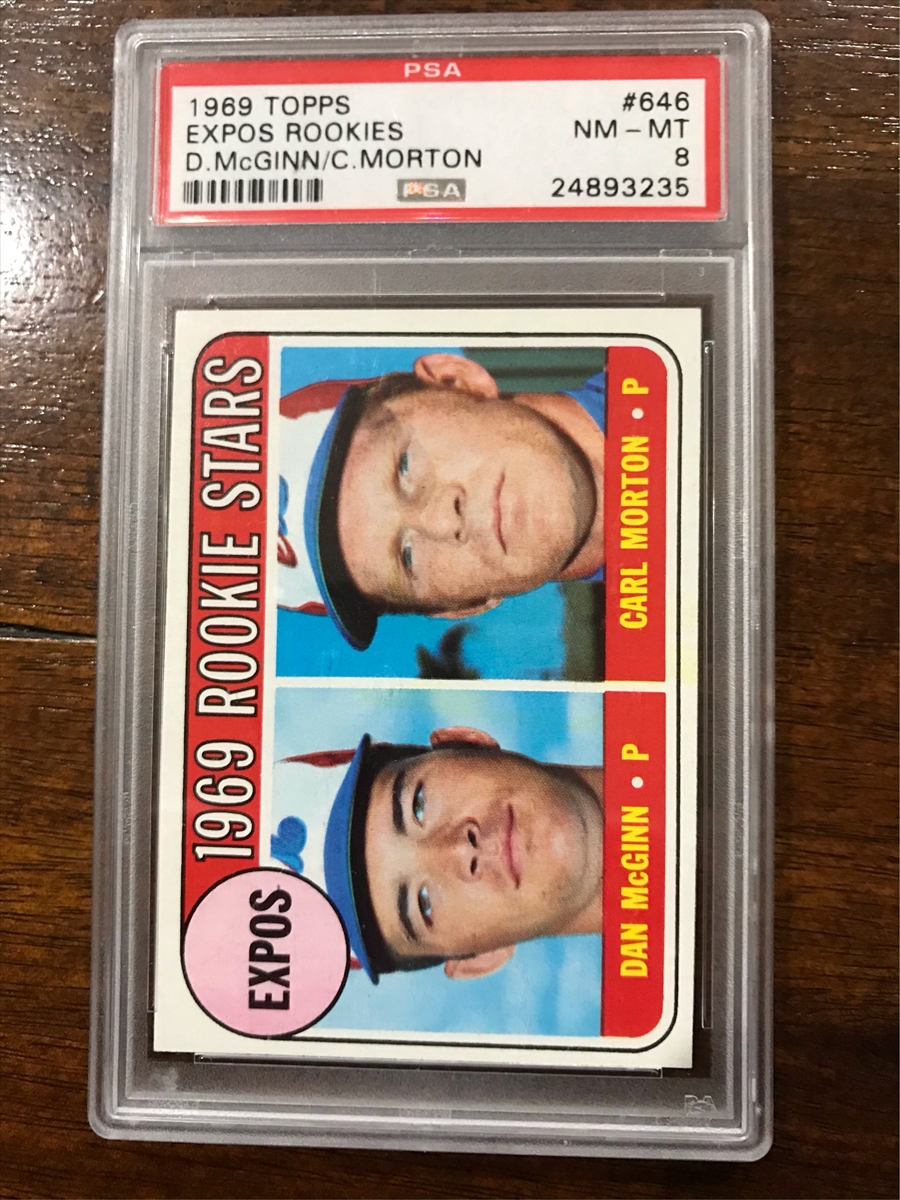 PSA
1969 TOPPS #646
EXPOS ROOKIES NM - MT
D.McGINN/C.MORTON 8
PSA 24893235
1969 ROOKIE STARS
EXPOS
DAN McGINN • P
CARL MORTON • P